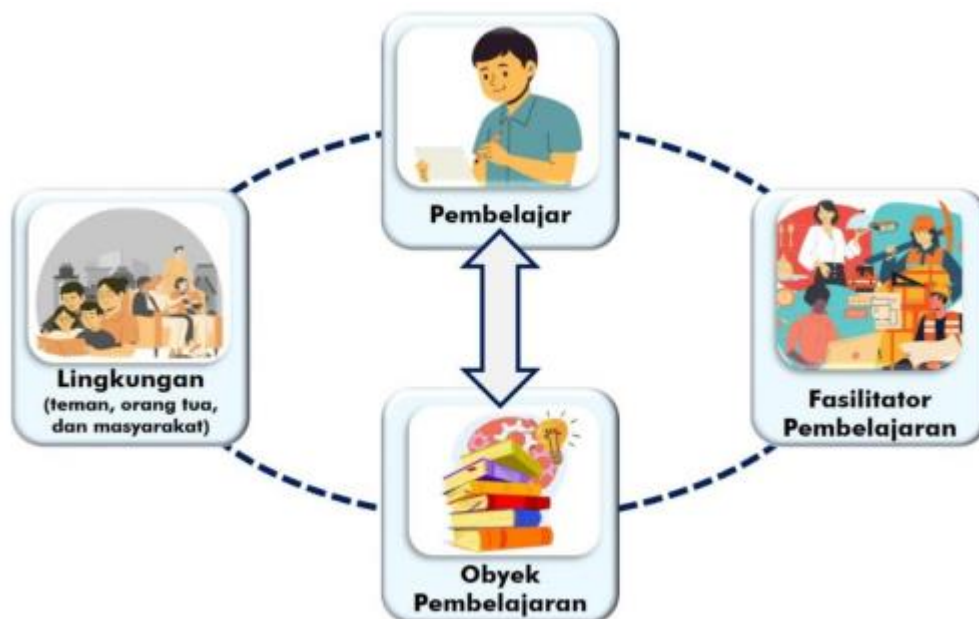 Pembelajar
Lingkungan
(teman, orang tua,
dan masyarakat)
Fasilitator
Pembelajaran
Obyek
Pembelajaran